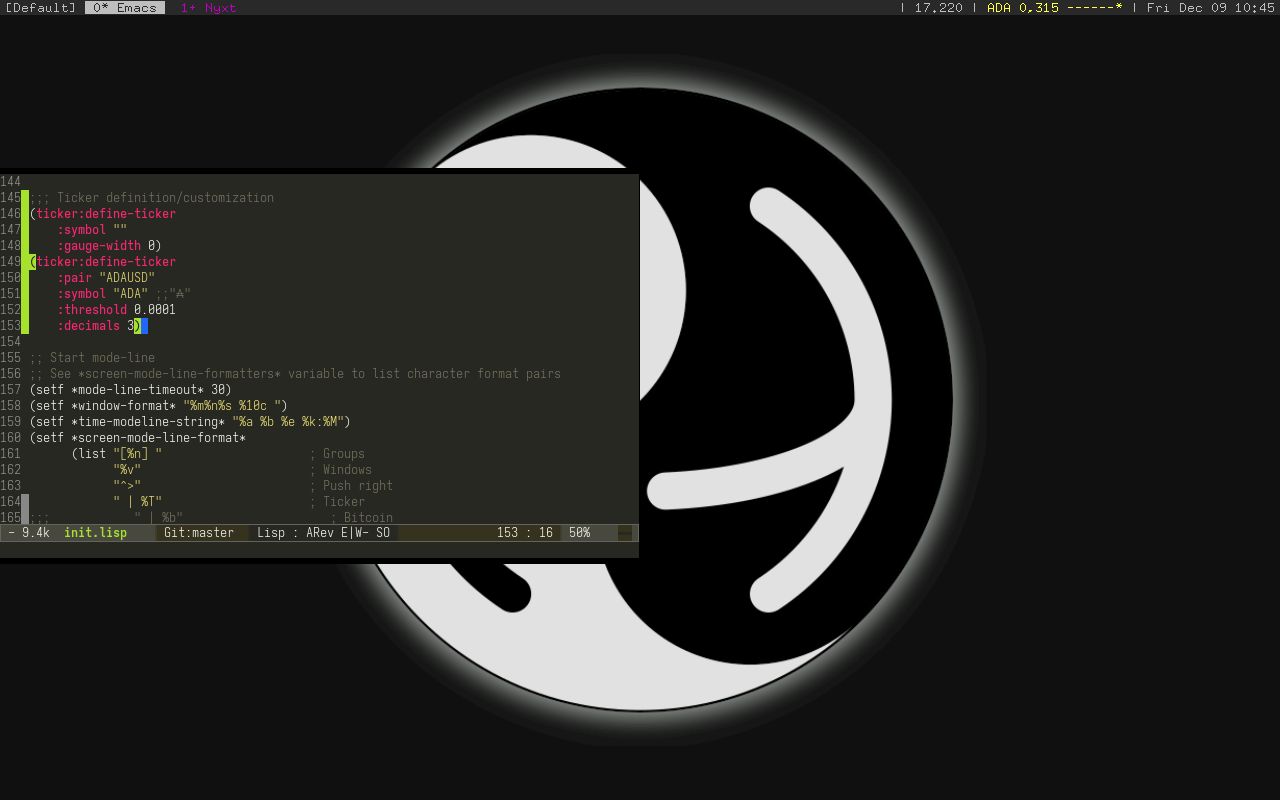 [Default] 0* Emacs 1+ Nyxt | 17,220 | ADA 0,315 ------* | Fri Dec 09 10:45
144
145 ;;; Ticker definition/customization
146 (ticker:define-ticker
147 :symbol ""
148 :gauge-width 0)
149 (ticker:define-ticker
150 :pair "ADAUSD"
151 :symbol "ADA" ;;"₳"
152 :threshold 0.0001
153 :decimals 3)
154
155 ;; Start mode-line
156 ;; See *screen-mode-line-formatters* variable to list character format pairs
157 (setf *mode-line-timeout* 30)
158 (setf *window-format* "%m%n%s %10c ")
159 (setf *time-modeline-string* "%a %b %e %k:%M")
160 (setf *screen-mode-line-format*
161 (list "[%n] " ; Groups
162 "%v" ; Windows
163 "^>" ; Push right
164 " | %T" ; Ticker
165 ;;; " | %b" ; Bitcoin
- 9.4k init.lisp Git:master Lisp : ARev E|W- SO 153 : 16 50%